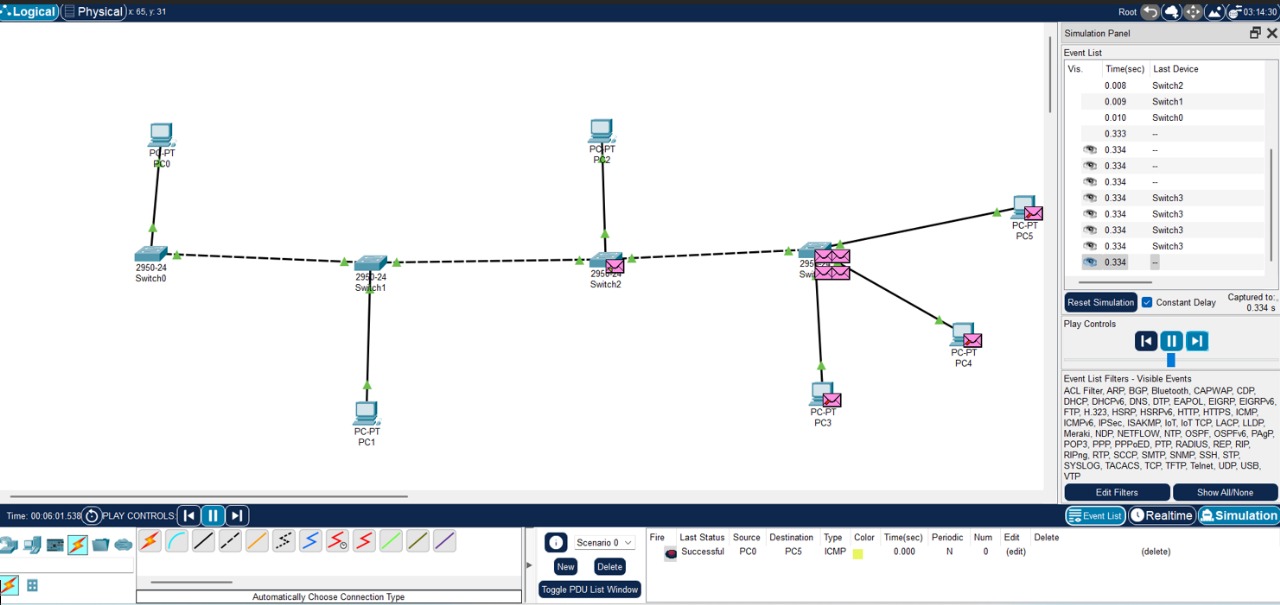 Logical Physical x: 65, y: 31 Root 03:14:30
Simulation Panel
Event List
Vis. Time(sec) Last Device
0.008 Switch2
0.009 Switch1
0.010 Switch0
0.333 --
0.334 --
0.334 --
0.334 --
0.334 Switch3
0.334 Switch3
0.334 Switch3
0.334 Switch3
0.334 --
Reset Simulation Constant Delay Captured to:
0.334 s
Play Controls
Event List Filters - Visible Events
ACL Filter, ARP, BGP, Bluetooth, CAPWAP, CDP,
DHCP, DHCPv6, DNS, DTP, EAPOL, EIGRP, EIGRPv6,
FTP, H.323, HSRP, HSRPv6, HTTP, HTTPS, ICMP,
ICMPv6, IPSec, ISAKMP, IoT, IoT TCP, LACP, LLDP,
Meraki, NDP, NETFLOW, NTP, OSPF, OSPFv6, PAgP,
POP3, PPP, PPPoED, PTP, RADIUS, REP, RIP,
RIPng, RTP, SCCP, SMTP, SNMP, SSH, STP,
SYSLOG, TACACS, TCP, TFTP, Telnet, UDP, USB,
VTP
Edit Filters Show All/None
PC-PT
PC0
PC-PT
PC2
PC-PT
PC5
2950-24
Switch0
2950-24
Switch1
2950-24
Switch2
PC-PT
PC4
PC-PT
PC3
PC-PT
PC1
Time: 00:06:01.538 PLAY CONTROLS: Event List Realtime Simulation
Scenario 0
New Delete
Toggle PDU List Window
Fire Last Status Source Destination Type Color Time(sec) Periodic Num Edit Delete
Successful PC0 PC5 ICMP 0.000 N 0 (edit) (delete)
Automatically Choose Connection Type